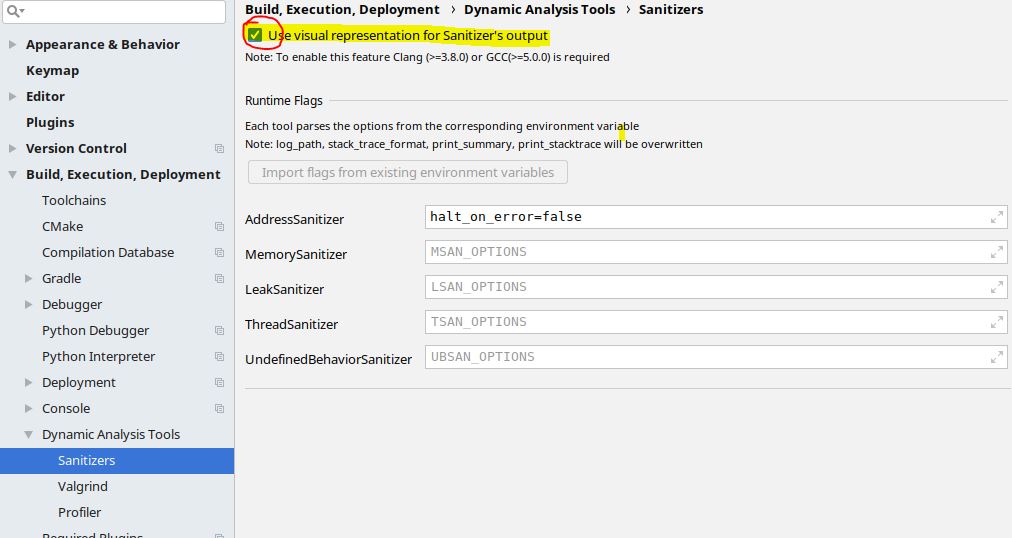 Build, Execution, Deployment › Dynamic Analysis Tools › Sanitizers
Use visual representation for Sanitizer's output
Note: To enable this feature Clang (>=3.8.0) or GCC(>=5.0.0) is required
Runtime Flags
Each tool parses the options from the corresponding environment variable
Note: log_path, stack_trace_format, print_summary, print_stacktrace will be overwritten
Import flags from existing environment variables
AddressSanitizer halt_on_error=false
MemorySanitizer MSAN_OPTIONS
LeakSanitizer LSAN_OPTIONS
ThreadSanitizer TSAN_OPTIONS
UndefinedBehaviorSanitizer UBSAN_OPTIONS
Appearance & Behavior
Keymap
Editor
Plugins
Version Control
Build, Execution, Deployment
Toolchains
CMake
Compilation Database
Gradle
Debugger
Python Debugger
Python Interpreter
Deployment
Console
Dynamic Analysis Tools
Sanitizers
Valgrind
Profiler
Required Plugins